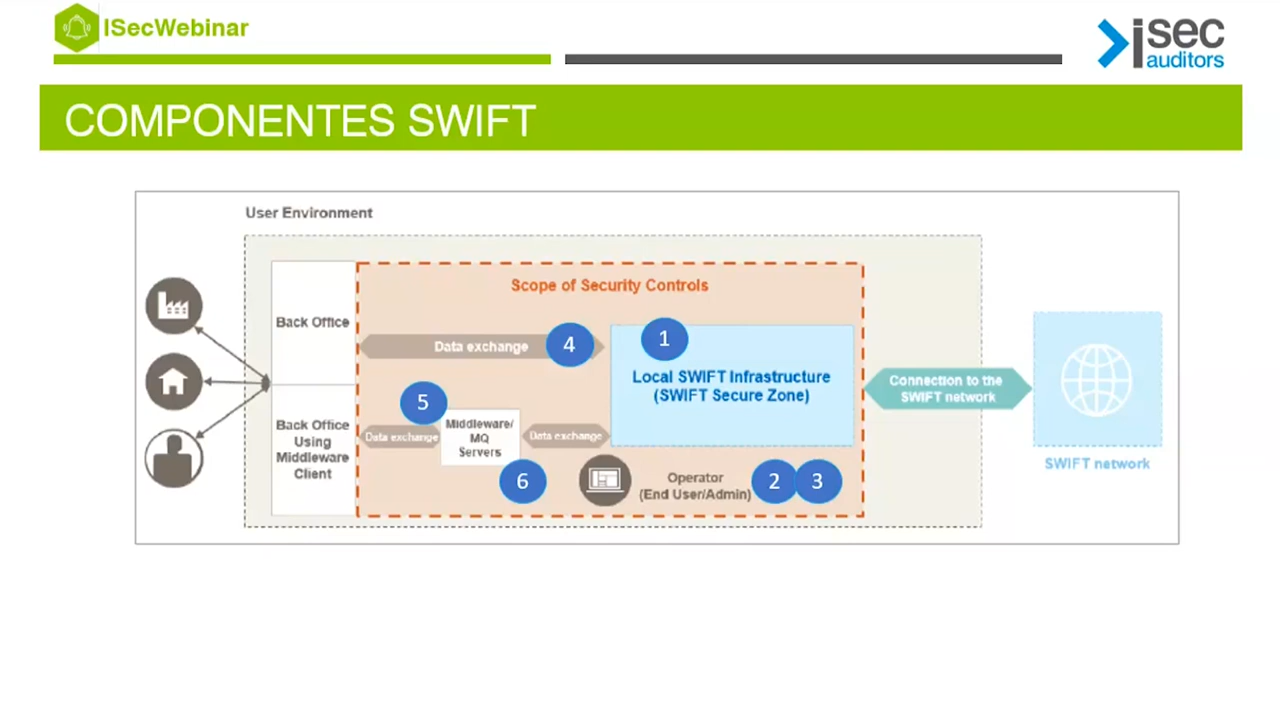 ISecWebinar
isec
auditors
COMPONENTES SWIFT
User Environment
Scope of Security Controls
Back Office
Data exchange
4
1
Local SWIFT Infrastructure
(SWIFT Secure Zone)
Connection to the
SWIFT network
SWIFT network
5
Back Office
Using
Middleware
Client
Data exchange
Middleware/
MQ
Servers
Data exchange
6
Operator
(End User/Admin)
2
3